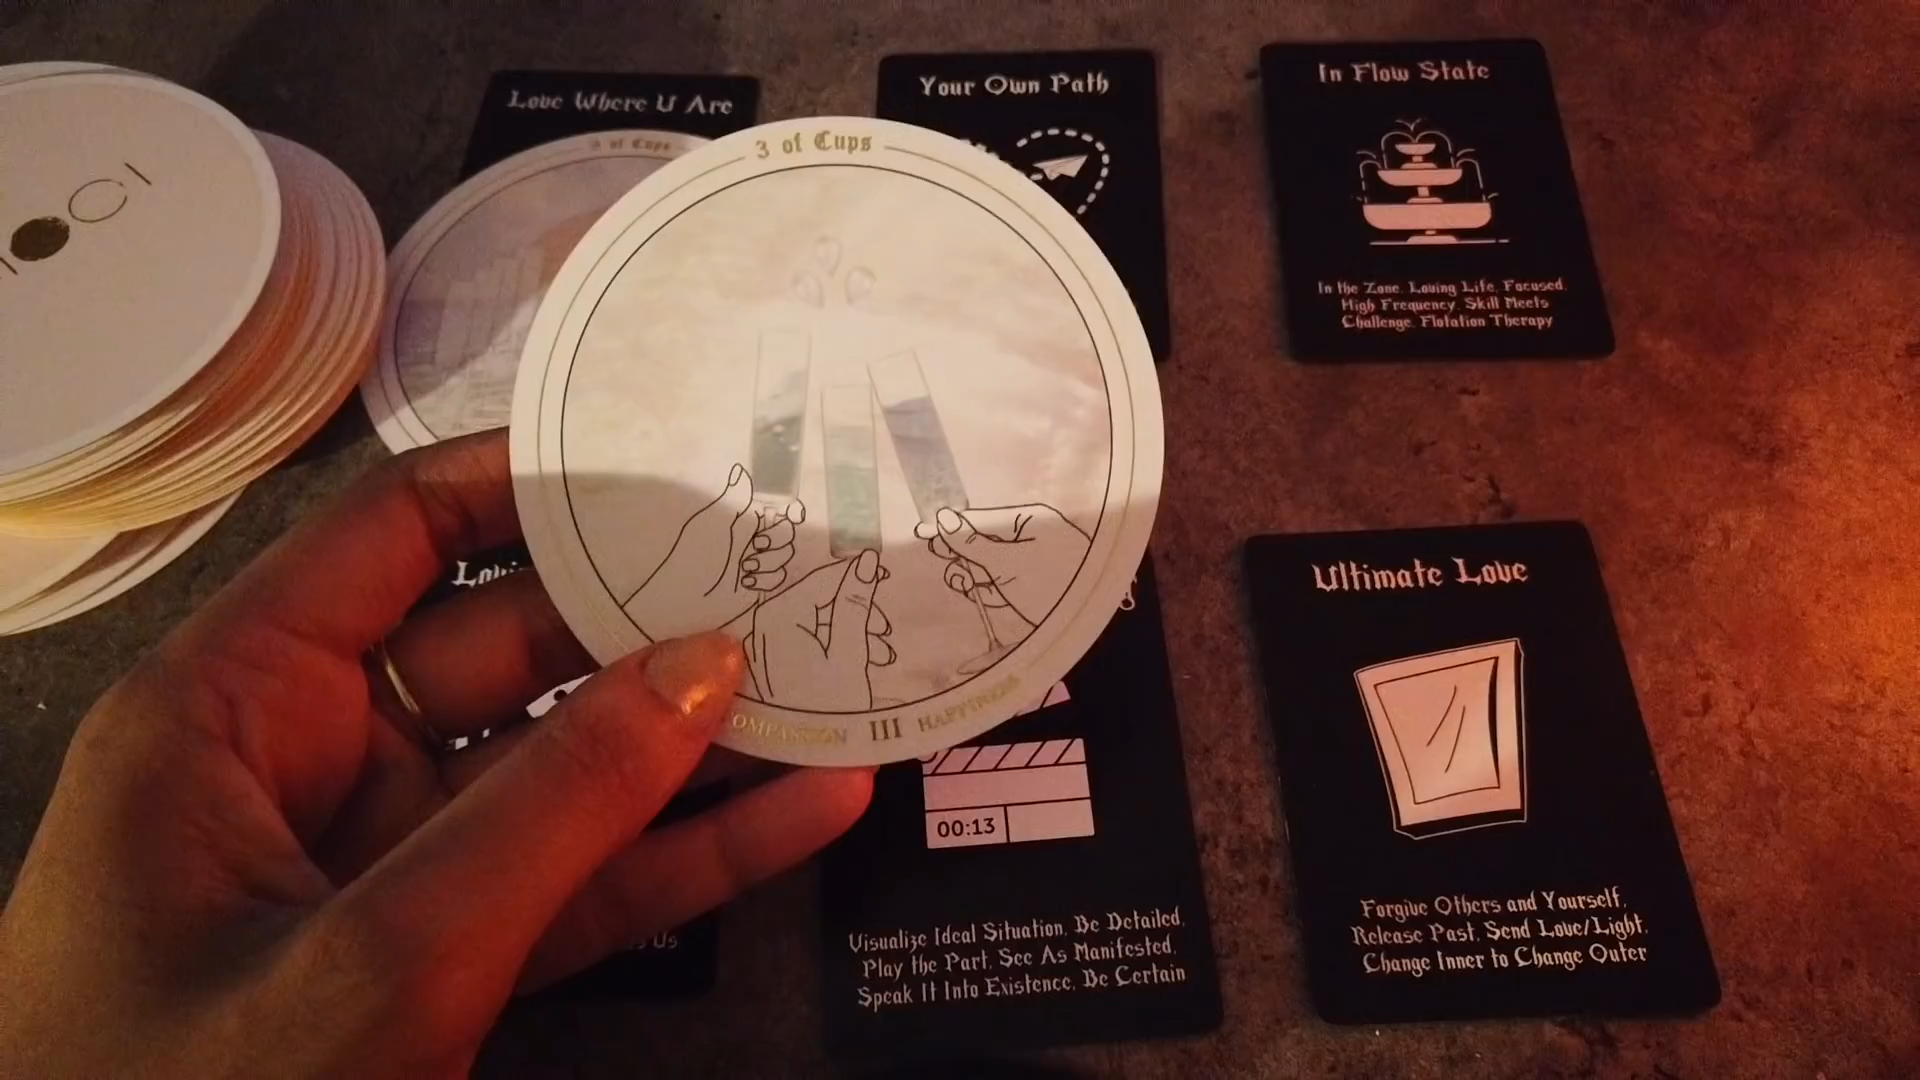 Love Where U Are
Your Own Path
In Flow State
In the Zone, Loving Life, Focused,
High Frequency, Skill Meets
Challenge, Flotation Therapy
of Cups
3 of Cups
III HAPPINESS
Ultimate Love
00:13
Us
Visualize Ideal Situation, Be Detailed,
Play the Part, See As Manifested,
Speak It Into Existence, Be Certain
Forgive Others and Yourself,
Release Past, Send Love/Light,
Change Inner to Change Outer